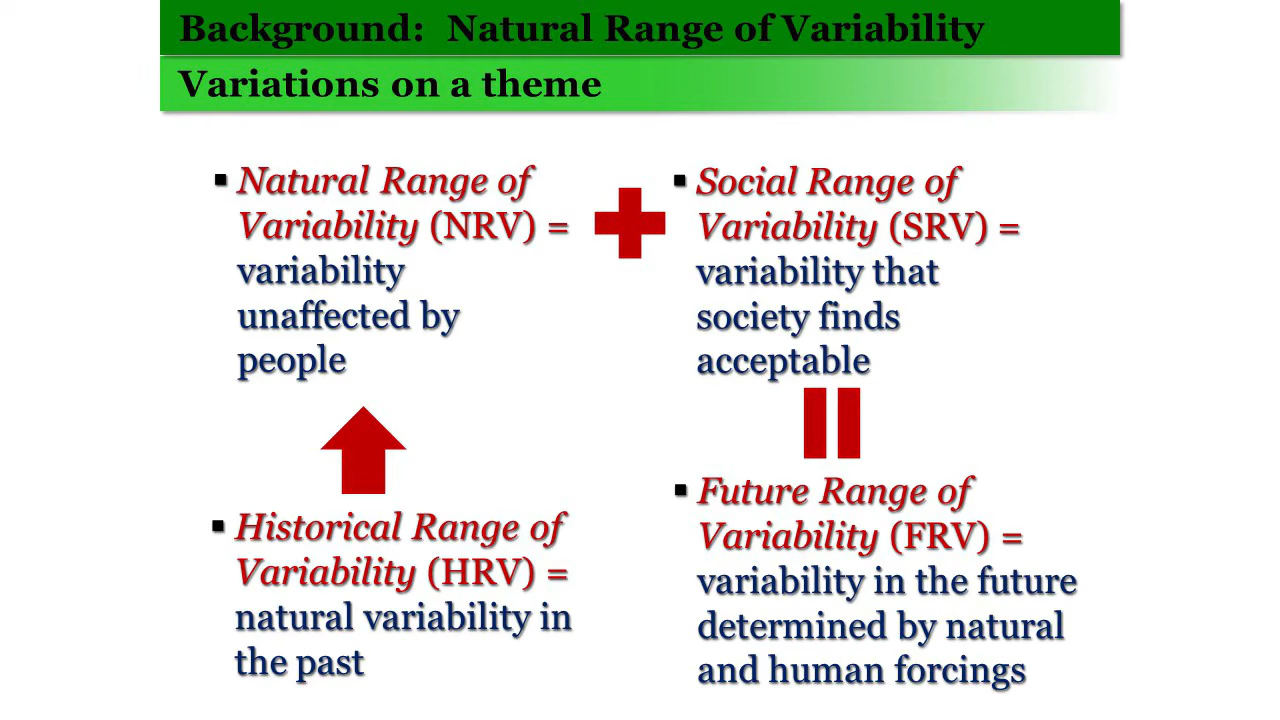 Background:  Natural Range of Variability
Variations on a theme
▪ Natural Range of
Variability (NRV) =
variability
unaffected by
people
▪ Social Range of
Variability (SRV) =
variability that
society finds
acceptable
▪ Historical Range of
Variability (HRV) =
natural variability in
the past
▪ Future Range of
Variability (FRV) =
variability in the future
determined by natural
and human forcings